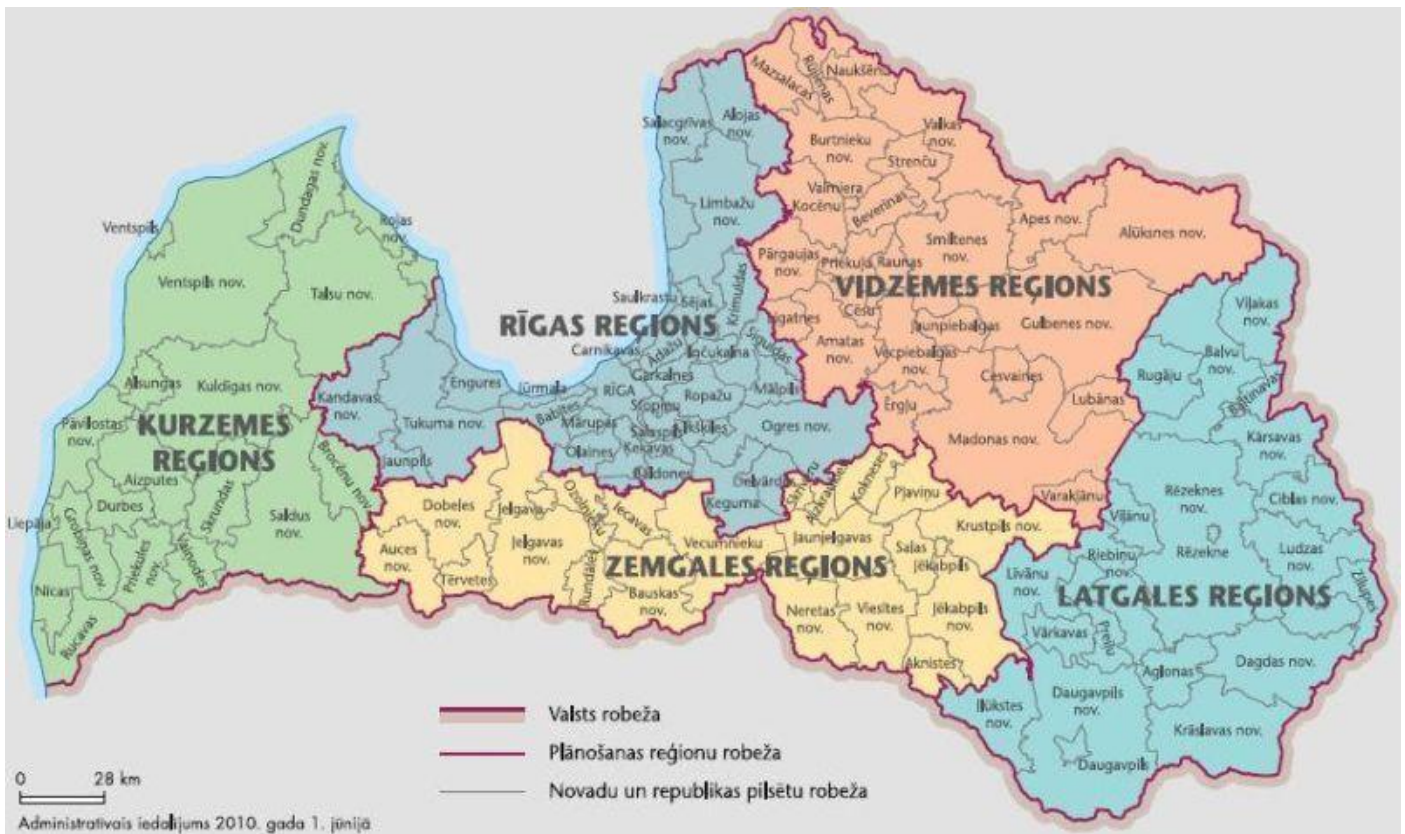 Mazsalacas
Rūjienas
Naukšēnu
Salacgrīvas
nov.
Alojas
nov.
Burtnieku
nov.
Valkas
nov.
Strenču
Dundagas nov.
Rojas
nov.
Ventspils
Limbažu
nov.
Valmiera
Kocēnu
Beverīnas
Apes nov.
Alūksnes nov.
Smiltenes
nov.
Ventspils nov.
Talsu nov.
Pārgaujas
nov.
Priekuļu
Raunas
VIDZEMES REĢIONS
Saulkrastu
Sējas
Krimuldas
RĪGAS REĢIONS
Līgatnes
Cēsu
Jaunpiebalgas
Gulbenes nov.
Viļakas
nov.
Carnikavas
Ādažu
Inčukalna
Siguldas
Amatas
nov.
Vecpiebalgas
nov.
Cesvaines
Balvu
nov.
Rugāju
Baltinavas
Alsungas
Kuldīgas nov.
Kandavas
nov.
Engures
Jūrmala
Garkalnes
RĪGA
Ropažu
Mālpils
Ērgļu
Lubānas
Pāvilostas
nov.
KURZEMES
REĢIONS
Tukuma nov.
Babītes
Mārupes
Stopiņu
Salaspils
Ikšķiles
Ogres nov.
Madonas nov.
Kārsavas
nov.
Jaunpils
Olaines
Ķekavas
Baldones
Brocēnu nov.
Aizputes
Lielvārdes
Ķeguma
Skrīveru
Aizkraukles
Kokneses
Pļaviņu
Varakļānu
Rēzeknes
nov.
Ciblas nov.
Durbes
Skrundas
Saldus
nov.
Dobeles
nov.
Jelgava
Ozolnieku
Iecavas
Krustpils nov.
Viļānu
Liepāja
Grobiņas nov.
Priekules
nov.
Vaiņodes
Auces
nov.
Jelgavas
nov.
Vecumnieku
Jaunjelgavas
nov.
Salas
Jēkabpils
Riebiņu
nov.
Rēzekne
Ludzas
nov.
Zilupes
ZEMGALES REĢIONS
Līvānu
nov.
LATGALES REĢIONS
Nīcas
Tērvetes
Rundāles
Bauskas
nov.
Neretas
nov.
Viesītes
nov.
Jēkabpils
nov.
Vārkavas
Preiļu
Rucavas
Aknīstes
Aglonas
Dagdas nov.
Ilūkstes
nov.
Daugavpils
nov.
Krāslavas nov.
Daugavpils
Valsts robeža
Plānošanas reģionu robeža
Novadu un republikas pilsētu robeža
0 28 km
Administratīvais iedalījums 2010. gada 1. jūnijā